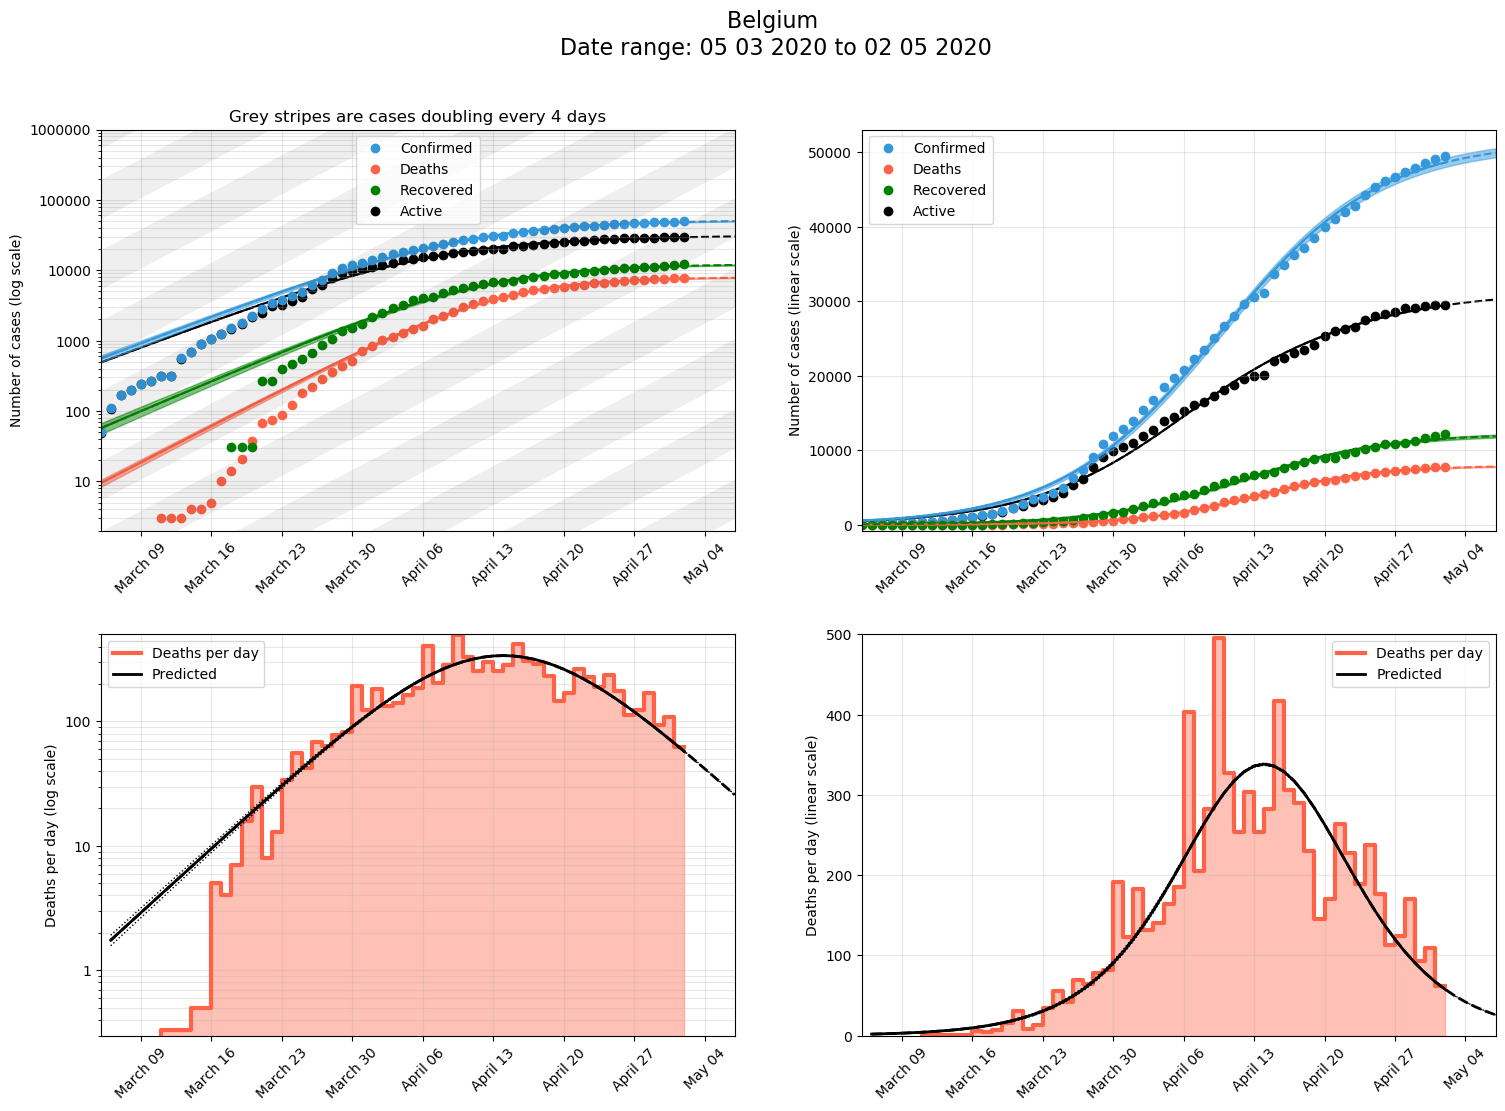 Belgium
Date range: 05 03 2020 to 02 05 2020
Grey stripes are cases doubling every 4 days
Number of cases (log scale)
1000000
100000
10000
1000
100
10
Confirmed
Deaths
Recovered
Active
March 09
March 16
March 23
March 30
April 06
April 13
April 20
April 27
May 04
Number of cases (linear scale)
50000
40000
30000
20000
10000
0
Confirmed
Deaths
Recovered
Active
March 09
March 16
March 23
March 30
April 06
April 13
April 20
April 27
May 04
Deaths per day (log scale)
100
10
1
Deaths per day
Predicted
March 09
March 16
March 23
March 30
April 06
April 13
April 20
April 27
May 04
Deaths per day (linear scale)
500
400
300
200
100
0
Deaths per day
Predicted
March 09
March 16
March 23
March 30
April 06
April 13
April 20
April 27
May 04